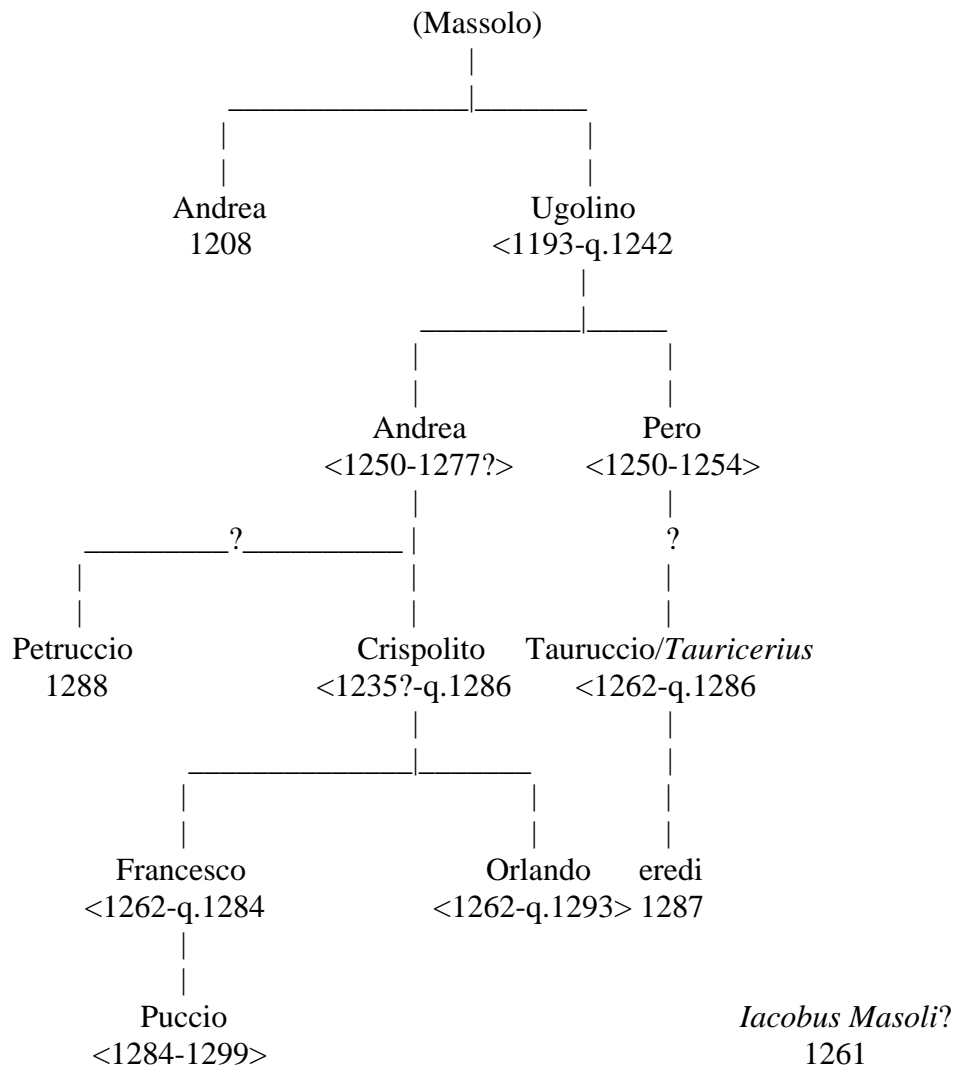 (Massolo)
Andrea Ugolino
1208 <1193-q.1242
Andrea Pero
<1250-1277?> <1250-1254>
? ?
Petruccio Crispolito Tauruccio/Tauricerius
1288 <1235?-q.1286 <1262-q.1286
Francesco Orlando eredi
<1262-q.1284 <1262-q.1293> 1287
Puccio Iacobus Masoli?
<1284-1299> 1261